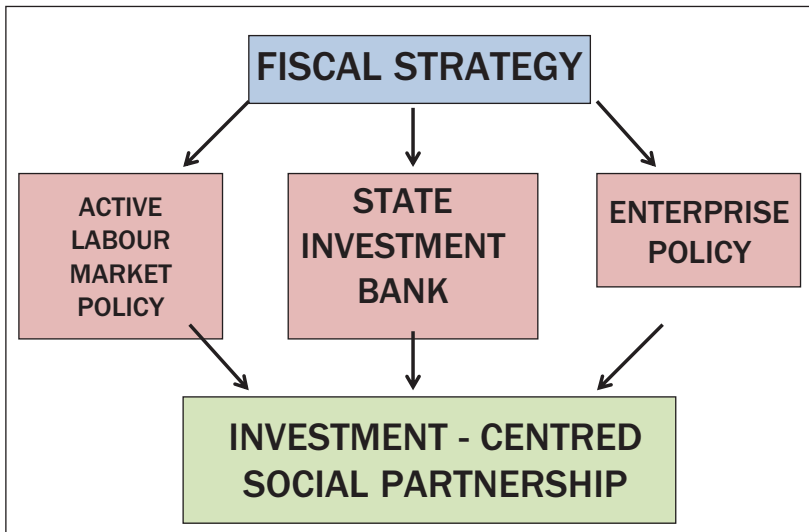 FISCAL STRATEGY
ACTIVE
LABOUR
MARKET
POLICY
STATE
INVESTMENT
BANK
ENTERPRISE
POLICY
INVESTMENT - CENTRED
SOCIAL PARTNERSHIP